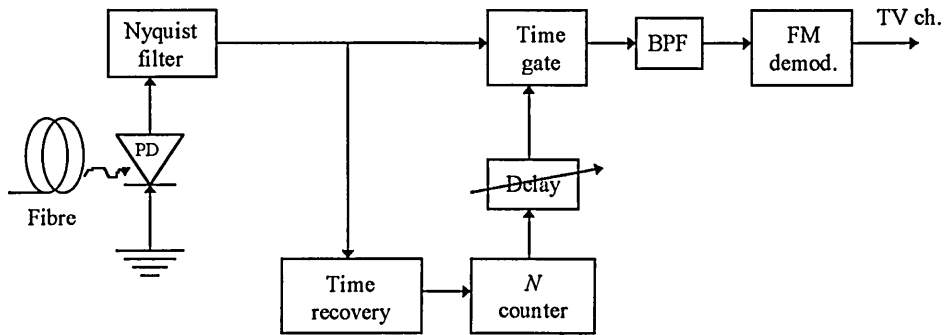 Nyquist
filter
Time
gate
BPF
FM
demod.
TV ch.
PD
Fibre
Delay
Time
recovery
N
counter